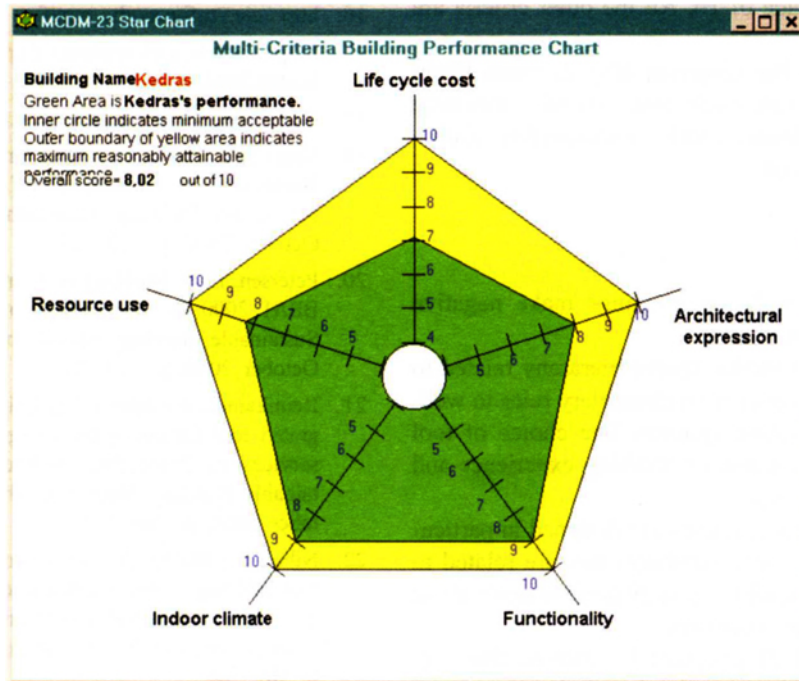 MCDM-23 Star Chart
Multi-Criteria Building Performance Chart
Building Name Kedras
Green Area is Kedras's performance.
Inner circle indicates minimum acceptable
Outer boundary of yellow area indicates
maximum reasonably attainable
performance
Overall score= 8,02 out of 10
Life cycle cost
10
9
8
7
6
5
4
Architectural
expression
5
6
7
8
9
10
Functionality
5
6
7
8
9
10
Indoor climate
5
6
7
8
9
10
Resource use
10
9
8
7
6
5